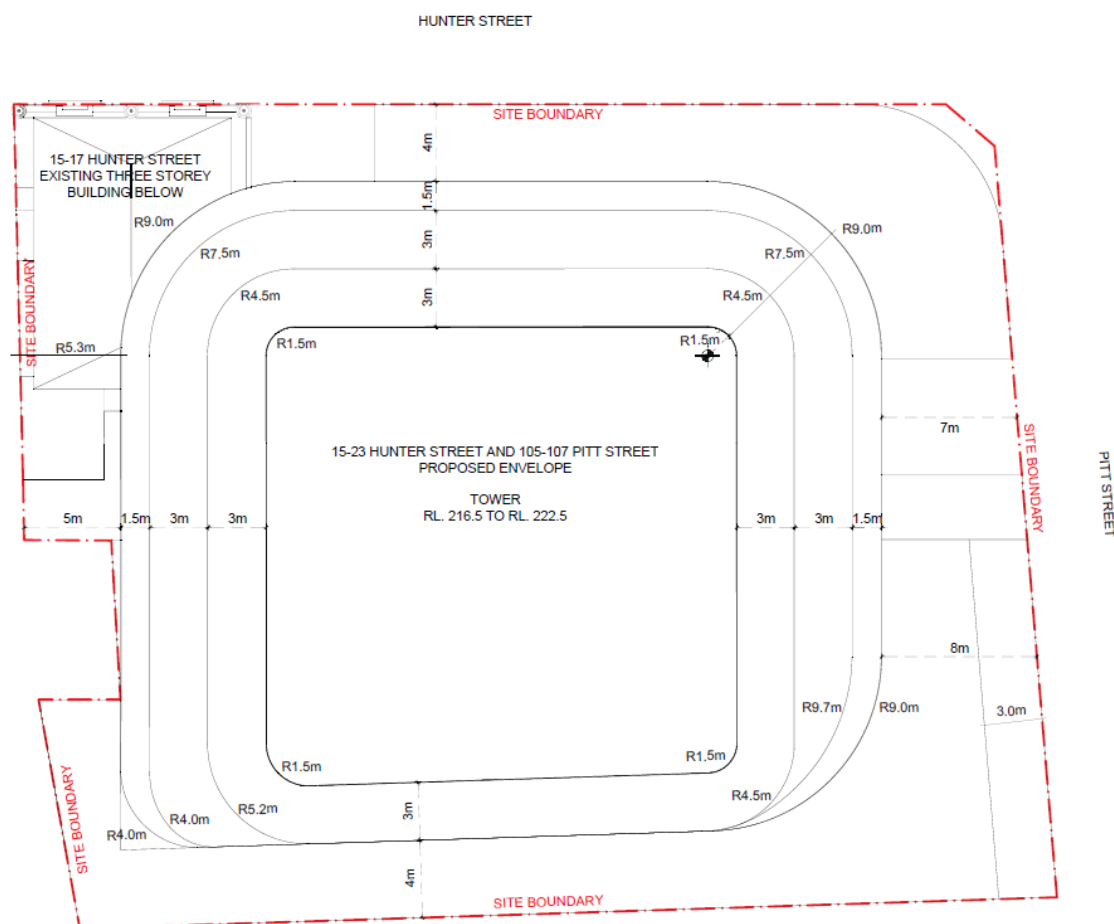 HUNTER STREET
SITE BOUNDARY
4m
15-17 HUNTER STREET
EXISTING THREE STOREY
BUILDING BELOW
1.5m
R9.0m
R9.0m
R7.5m
3m
R7.5m
R4.5m
3m
R4.5m
SITE BOUNDARY
R5.3m
R1.5m
R1.5m
7m
15-23 HUNTER STREET AND 105-107 PITT STREET
PROPOSED ENVELOPE
TOWER
RL. 216.5 TO RL. 222.5
SITE BOUNDARY
PITT STREET
5m
1.5m
3m
3m
3m
3m
1.5m
8m
R9.7m
R9.0m
3.0m
R1.5m
R1.5m
R5.2m
3m
R4.5m
R4.0m
R4.0m
SITE BOUNDARY
4m
SITE BOUNDARY